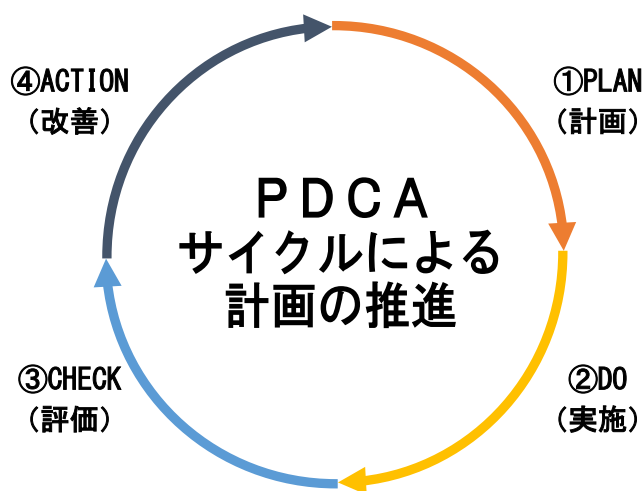 ④ACTION
（改善）
①PLAN
（計画）
ＰＤＣＡ
サイクルによる
計画の推進
③CHECK
（評価）
②DO
（実施）